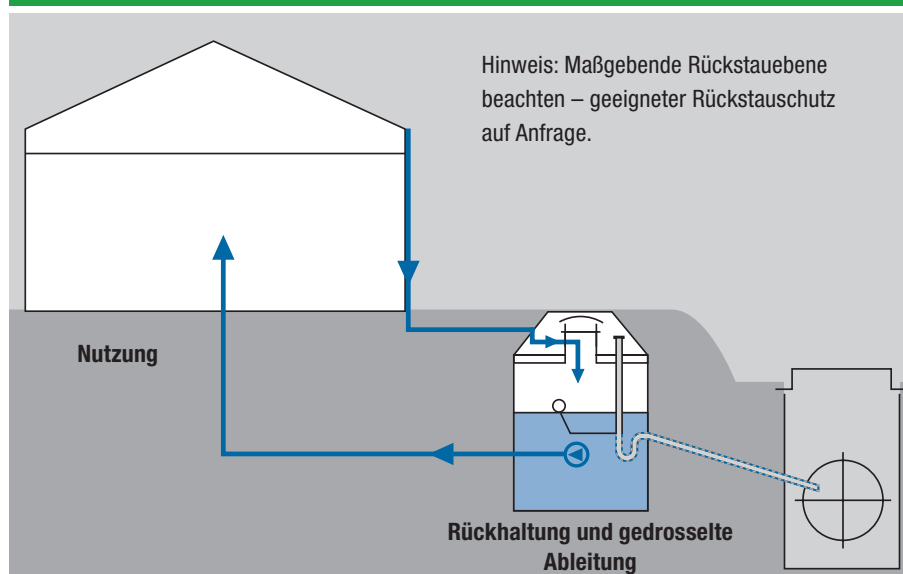 Hinweis: Maßgebende Rückstauebene
beachten – geeigneter Rückstauschutz
auf Anfrage.
Nutzung
Rückhaltung und gedrosselte
Ableitung